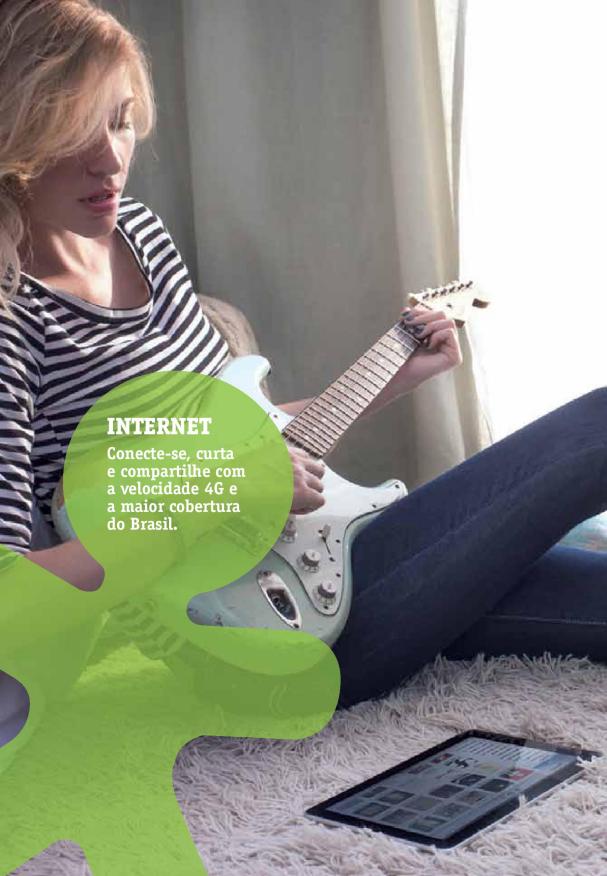 INTERNET
Conecte-se, curta
e compartilhe com
a velocidade 4G e
a maior cobertura
do Brasil.